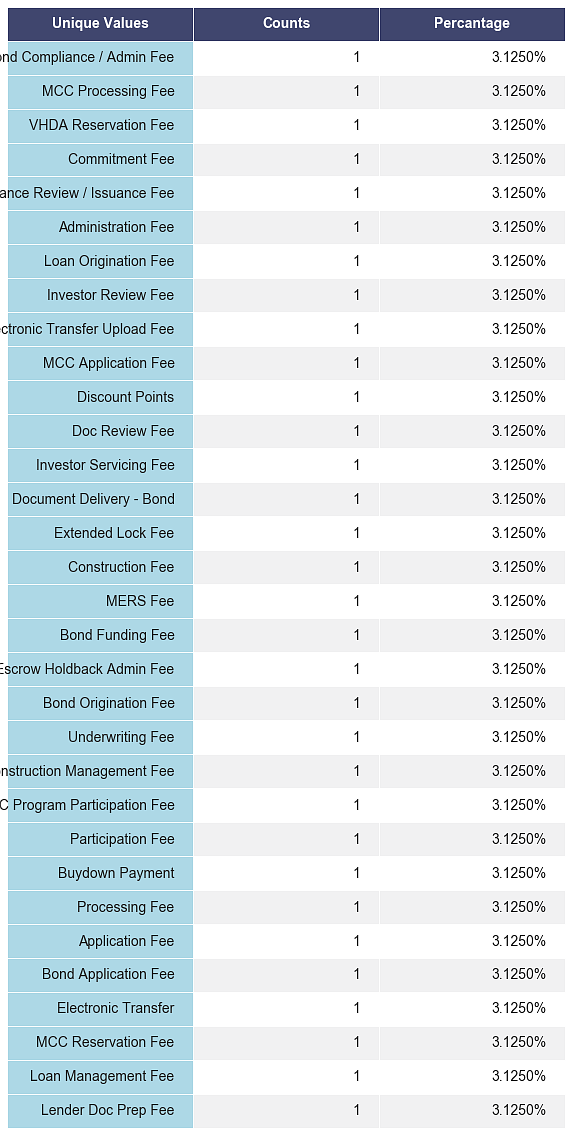 Unique Values Counts Percantage
Compliance / Admin Fee 1 3.1250%
MCC Processing Fee 1 3.1250%
VHDA Reservation Fee 1 3.1250%
Commitment Fee 1 3.1250%
Review / Issuance Fee 1 3.1250%
Administration Fee 1 3.1250%
Loan Origination Fee 1 3.1250%
Investor Review Fee 1 3.1250%
Transfer Upload Fee 1 3.1250%
MCC Application Fee 1 3.1250%
Discount Points 1 3.1250%
Doc Review Fee 1 3.1250%
Investor Servicing Fee 1 3.1250%
Document Delivery - Bond 1 3.1250%
Extended Lock Fee 1 3.1250%
Construction Fee 1 3.1250%
MERS Fee 1 3.1250%
Bond Funding Fee 1 3.1250%
Escrow Holdback Admin Fee 1 3.1250%
Bond Origination Fee 1 3.1250%
Underwriting Fee 1 3.1250%
Management Fee 1 3.1250%
Program Participation Fee 1 3.1250%
Participation Fee 1 3.1250%
Buydown Payment 1 3.1250%
Processing Fee 1 3.1250%
Application Fee 1 3.1250%
Bond Application Fee 1 3.1250%
Electronic Transfer 1 3.1250%
MCC Reservation Fee 1 3.1250%
Loan Management Fee 1 3.1250%
Lender Doc Prep Fee 1 3.1250%